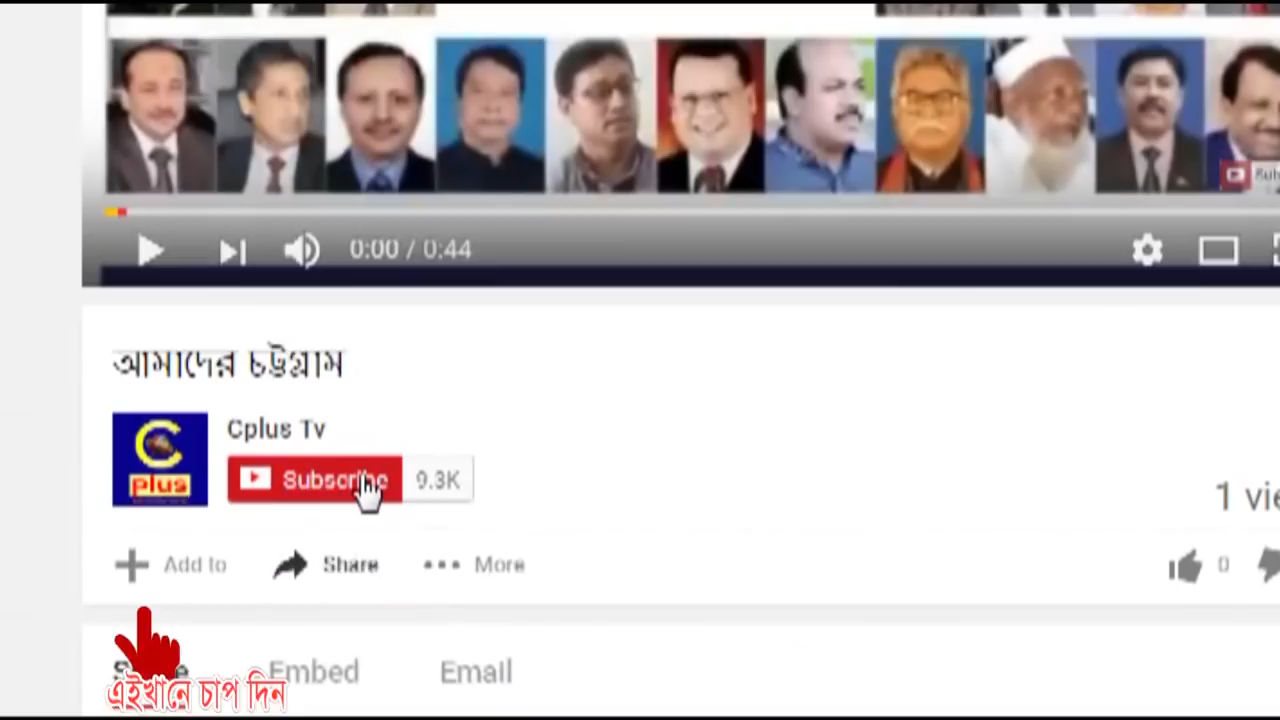 0:00 / 0:44
আমাদের চট্টগ্রাম
C plus
Cplus Tv
Subscribe 9.3K
1
Add to Share More 0
Embed Email
এইখানে চাপ দিন